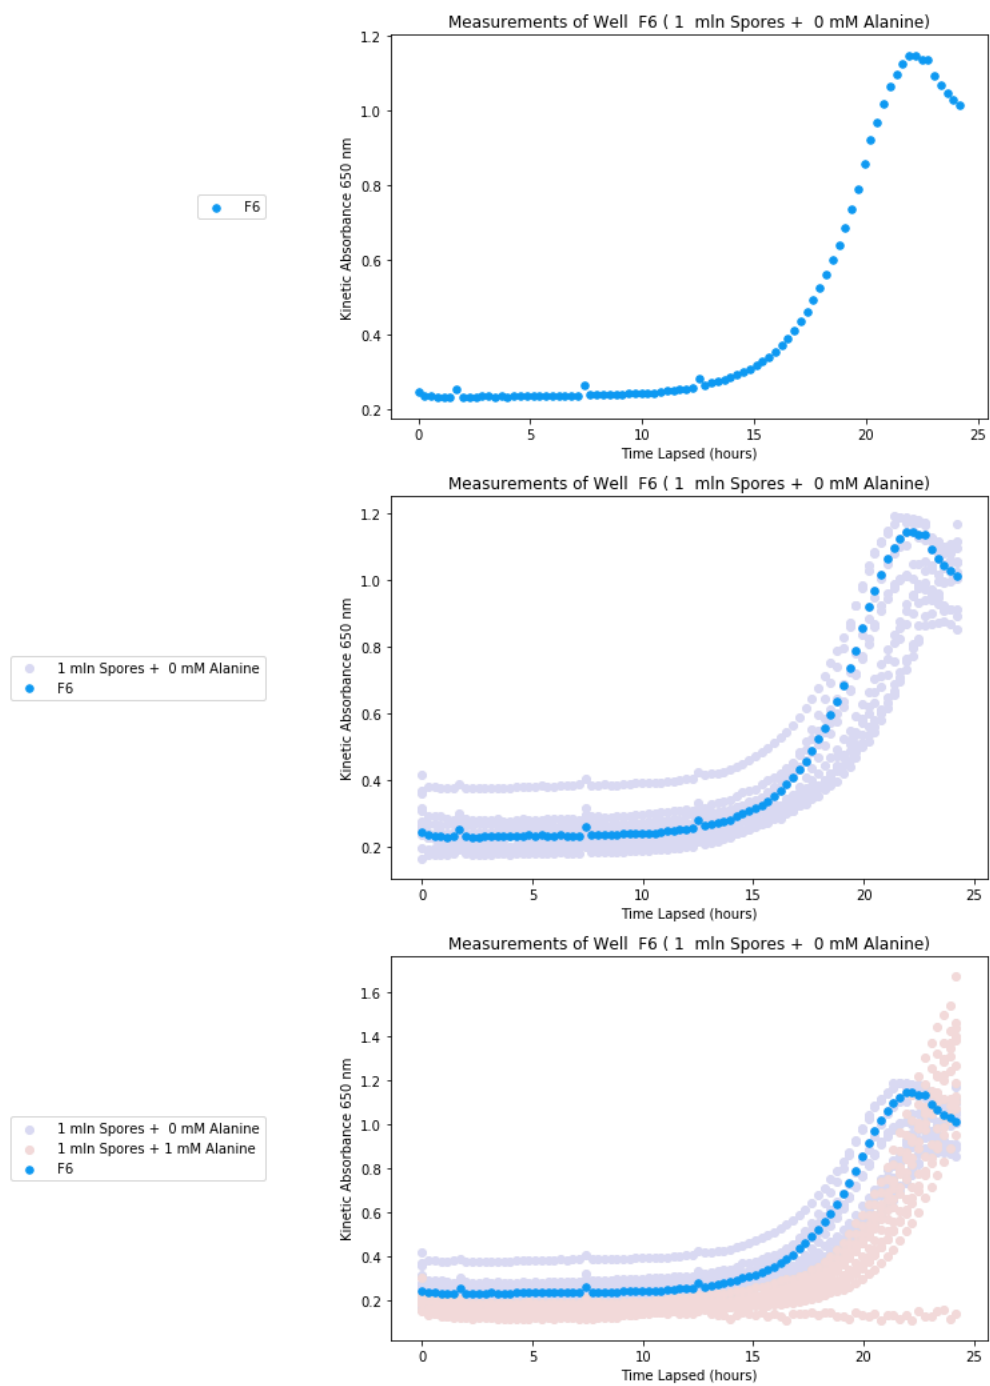 Measurements of Well  F6 ( 1  mln Spores +  0 mM Alanine)
1.2
1.0
0.8
0.6
0.4
0.2
Kinetic Absorbance 650 nm
F6
0 5 10 15 20 25
Time Lapsed (hours)
Measurements of Well  F6 ( 1  mln Spores +  0 mM Alanine)
1.2
1.0
0.8
0.6
0.4
0.2
Kinetic Absorbance 650 nm
1 mln Spores +  0 mM Alanine
F6
0 5 10 15 20 25
Time Lapsed (hours)
Measurements of Well  F6 ( 1  mln Spores +  0 mM Alanine)
1.6
1.4
1.2
1.0
0.8
0.6
0.4
0.2
Kinetic Absorbance 650 nm
1 mln Spores +  0 mM Alanine
1 mln Spores + 1 mM Alanine
F6
0 5 10 15 20 25
Time Lapsed (hours)